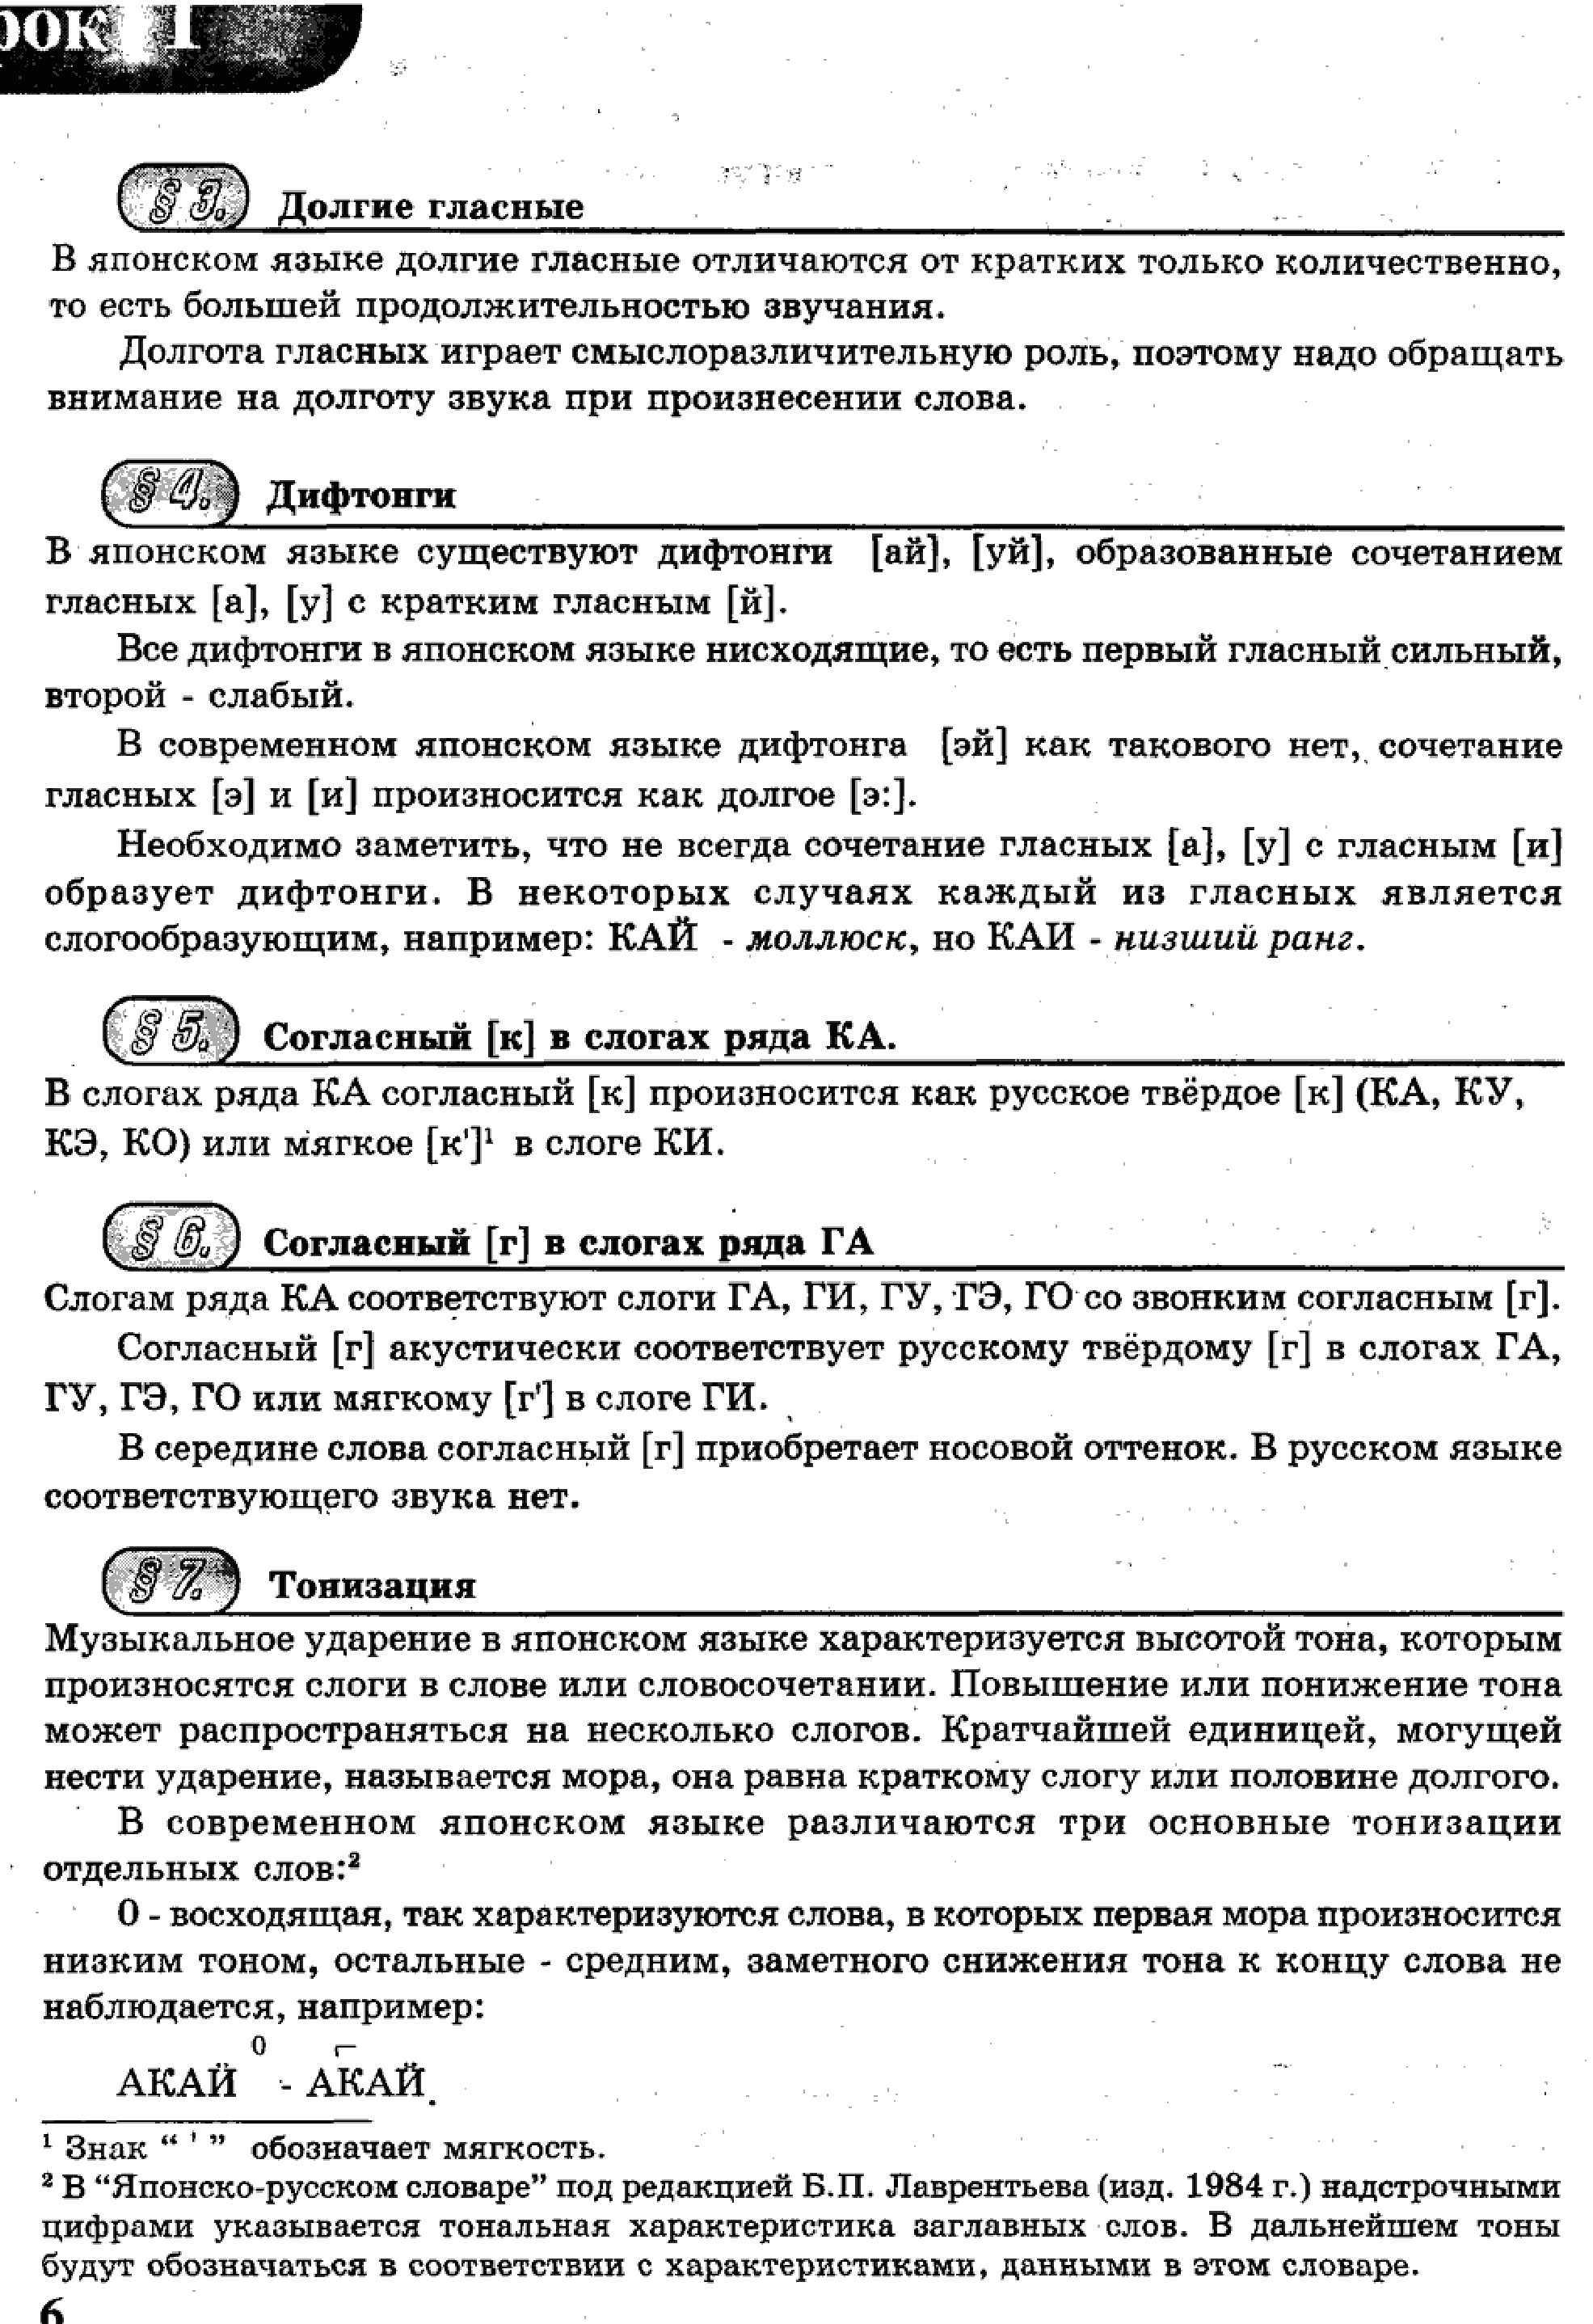 рок 1
§ 3. Долгие гласные
В японском языке долгие гласные отличаются от кратких только количественно,
то есть большей продолжительностью звучания.
Долгота гласных играет смыслоразличительную роль, поэтому надо обращать
внимание на долготу звука при произнесении слова.
§ 4. Дифтонги
В японском языке существуют дифтонги [ай], [уй], образованные сочетанием
гласных [а], [у] с кратким гласным [й].
Все дифтонги в японском языке нисходящие, то есть первый гласный сильный,
второй - слабый.
В современном японском языке дифтонга [эй] как такового нет, сочетание
гласных [э] и [и] произносится как долгое [э:].
Необходимо заметить, что не всегда сочетание гласных [а], [у] с гласным [и]
образует дифтонги. В некоторых случаях каждый из гласных является
слогообразующим, например: КАЙ - моллюск, но КАИ - низший ранг.
§ 5. Согласный [к] в слогах ряда КА.
В слогах ряда КА согласный [к] произносится как русское твёрдое [к] (КА, КУ,
КЭ, КО) или мягкое [к']¹ в слоге КИ.
§ 6. Согласный [г] в слогах ряда ГА
Слогам ряда КА соответствуют слоги ГА, ГИ, ГУ, ГЭ, ГО со звонким согласным [г].
Согласный [г] акустически соответствует русскому твёрдому [г] в слогах ГА,
ГУ, ГЭ, ГО или мягкому [г'] в слоге ГИ.
В середине слова согласный [г] приобретает носовой оттенок. В русском языке
соответствующего звука нет.
§ 7. Тонизация
Музыкальное ударение в японском языке характеризуется высотой тона, которым
произносятся слоги в слове или словосочетании. Повышение или понижение тона
может распространяться на несколько слогов. Кратчайшей единицей, могущей
нести ударение, называется мора, она равна краткому слогу или половине долгого.
В современном японском языке различаются три основные тонизации
отдельных слов:²
0 - восходящая, так характеризуются слова, в которых первая мора произносится
низким тоном, остальные - средним, заметного снижения тона к концу слова не
наблюдается, например:
0 ┌
АКАЙ - АКАЙ
¹ Знак “ ' ” обозначает мягкость.
² В “Японско-русском словаре” под редакцией Б.П. Лаврентьева (изд. 1984 г.) надстрочными
цифрами указывается тональная характеристика заглавных слов. В дальнейшем тоны
будут обозначаться в соответствии с характеристиками, данными в этом словаре.
6